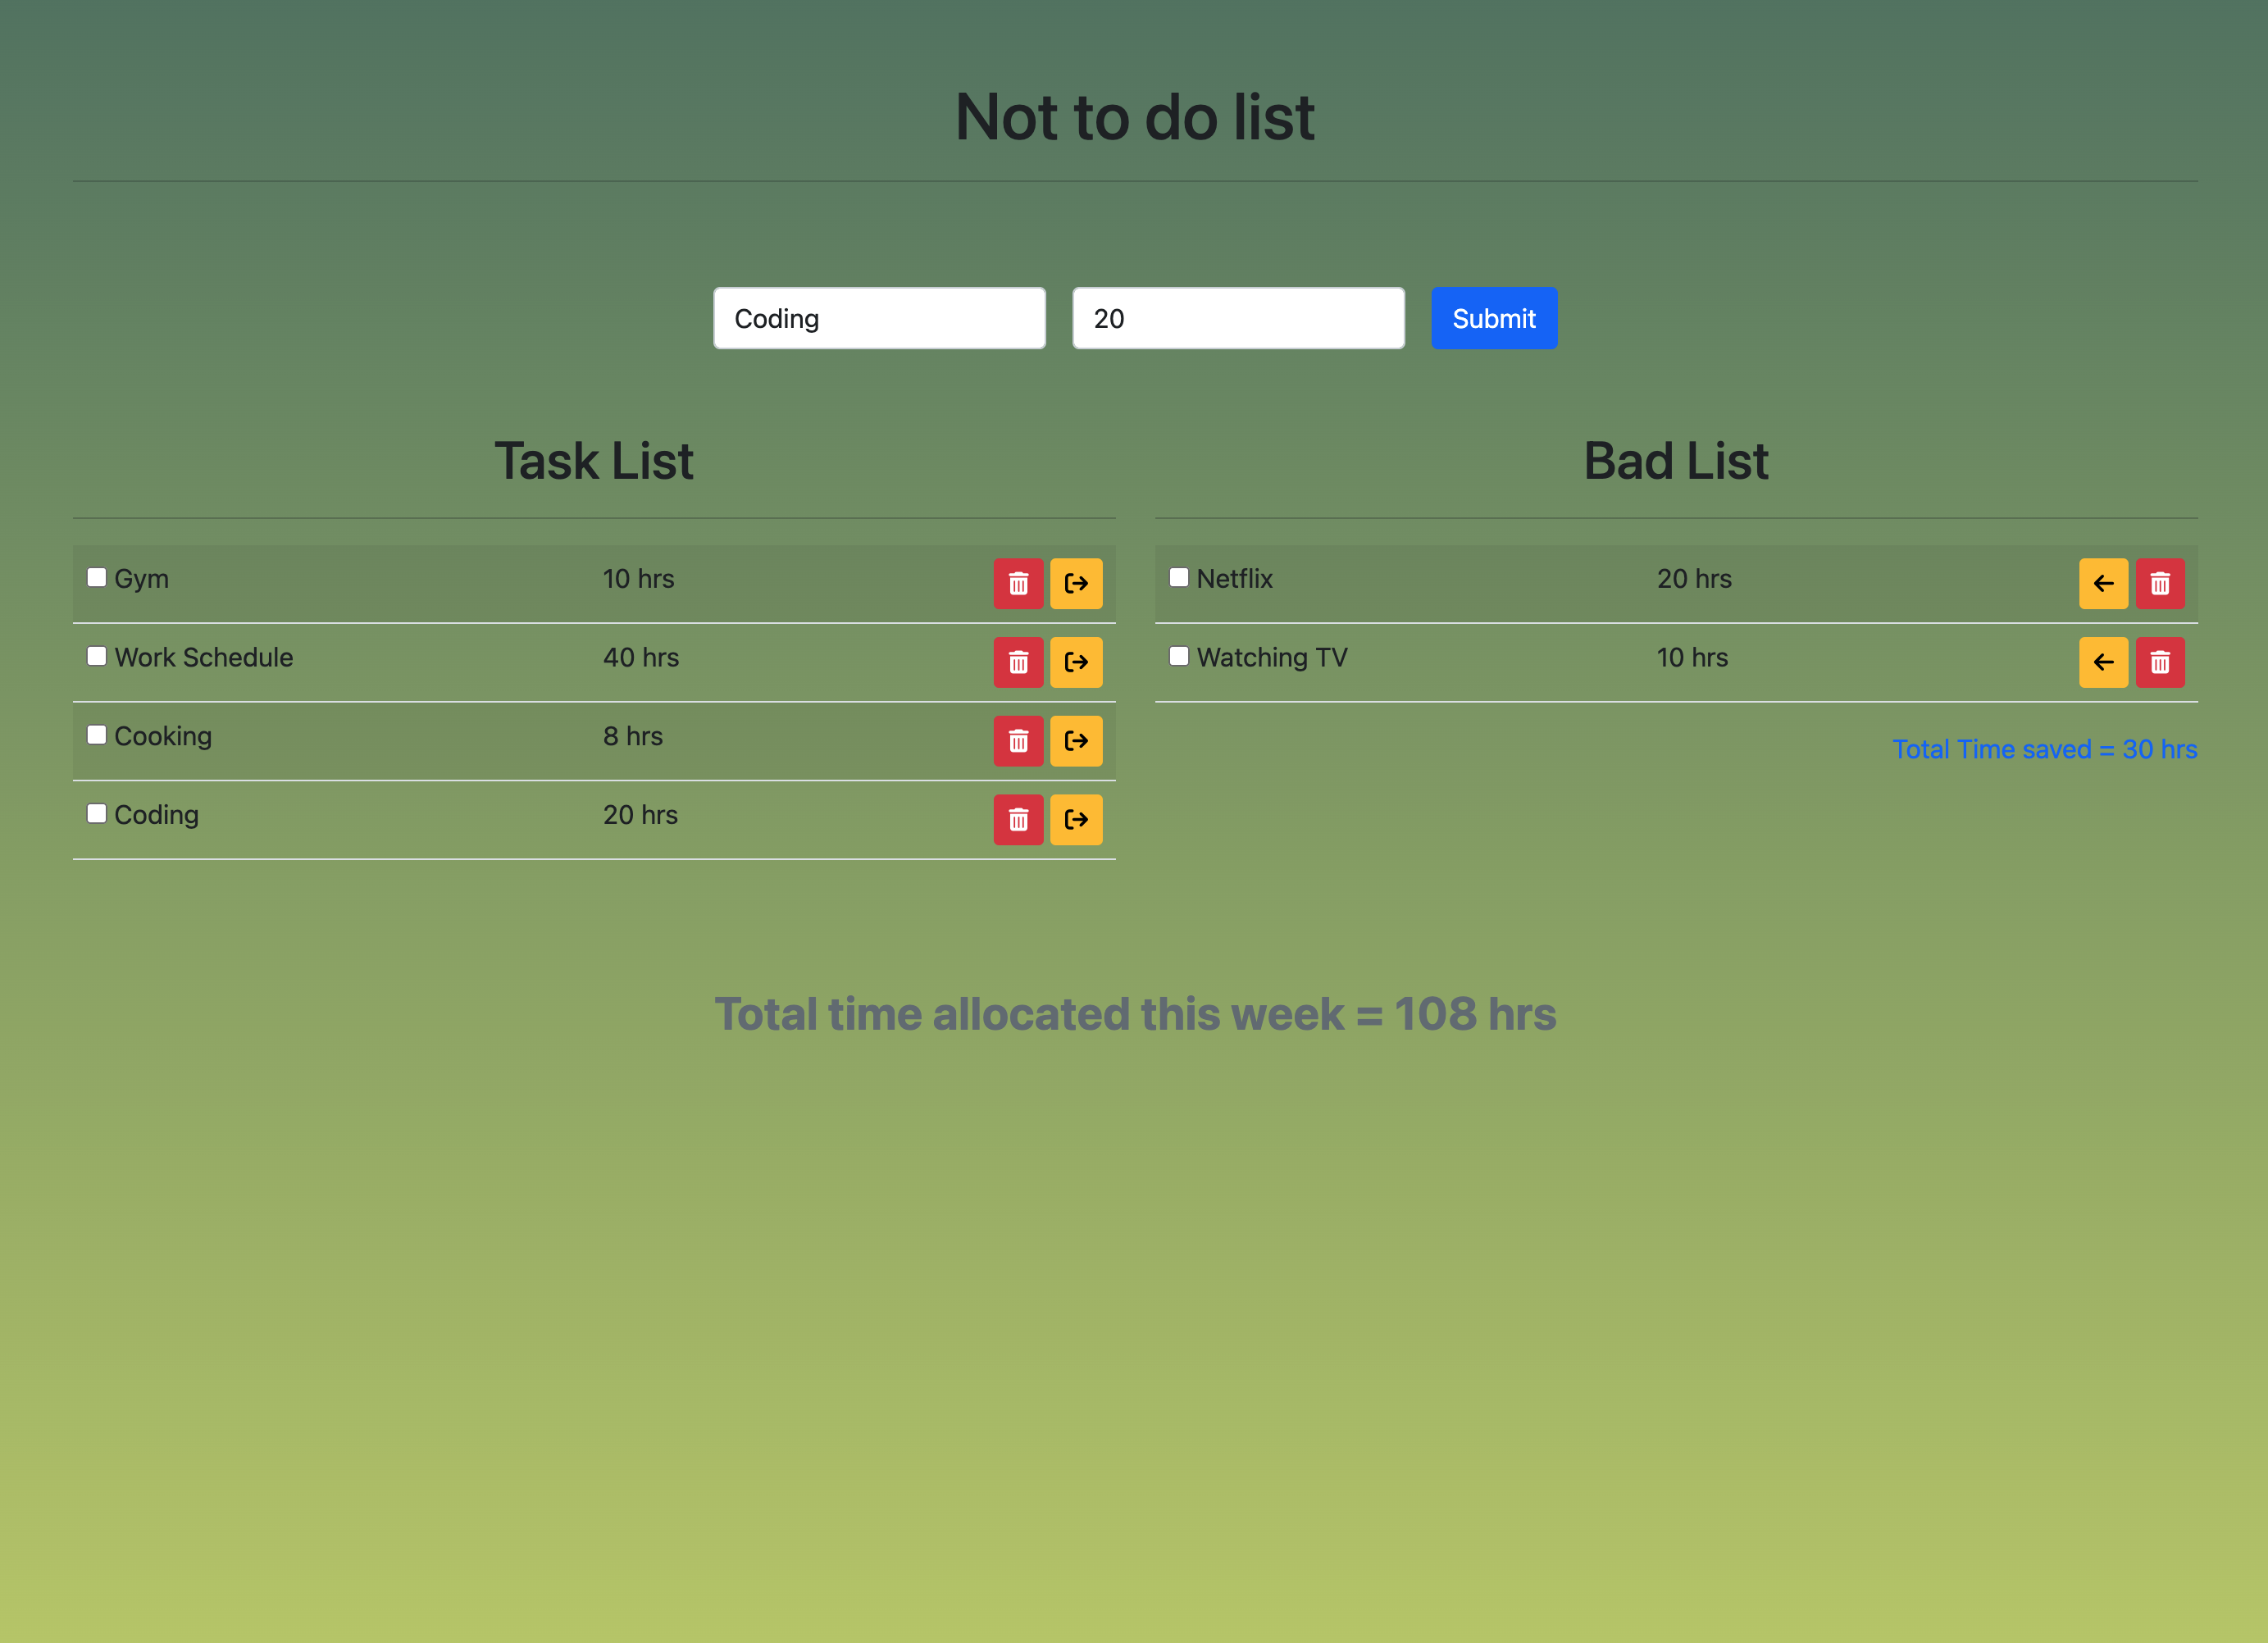 Not to do list
Coding 20 Submit
Task List
Gym 10 hrs
Work Schedule 40 hrs
Cooking 8 hrs
Coding 20 hrs
Bad List
Netflix 20 hrs
Watching TV 10 hrs
Total Time saved = 30 hrs
Total time allocated this week = 108 hrs